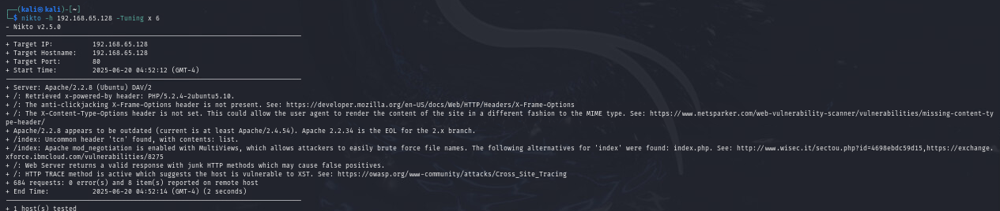 ┌──(kali㉿kali)-[~]
└─$ nikto -h 192.168.65.128 -Tuning x 6
- Nikto v2.5.0
+ Target IP: 192.168.65.128
+ Target Hostname: 192.168.65.128
+ Target Port: 80
+ Start Time: 2025-06-20 04:52:12 (GMT-4)
+ Server: Apache/2.2.8 (Ubuntu) DAV/2
+ /: Retrieved x-powered-by header: PHP/5.2.4-2ubuntu5.10.
+ /: The anti-clickjacking X-Frame-Options header is not present. See: https://developer.mozilla.org/en-US/docs/Web/HTTP/Headers/X-Frame-Options
+ /: The X-Content-Type-Options header is not set. This could allow the user agent to render the content of the site in a different fashion to the MIME type. See: https://www.netsparker.com/web-vulnerability-scanner/vulnerabilities/missing-content-ty
pe-header/
+ Apache/2.2.8 appears to be outdated (current is at least Apache/2.4.54). Apache 2.2.34 is the EOL for the 2.x branch.
+ /index: Uncommon header 'tcn' found, with contents: list.
+ /index: Apache mod_negotiation is enabled with MultiViews, which allows attackers to easily brute force file names. The following alternatives for 'index' were found: index.php. See: http://www.wisec.it/sectou.php?id=4698ebdc59d15,https://exchange.
xforce.ibmcloud.com/vulnerabilities/8275
+ /: Web Server returns a valid response with junk HTTP methods which may cause false positives.
+ /: HTTP TRACE method is active which suggests the host is vulnerable to XST. See: https://owasp.org/www-community/attacks/Cross_Site_Tracing
+ 684 requests: 0 error(s) and 8 item(s) reported on remote host
+ End Time: 2025-06-20 04:52:14 (GMT-4) (2 seconds)
+ 1 host(s) tested